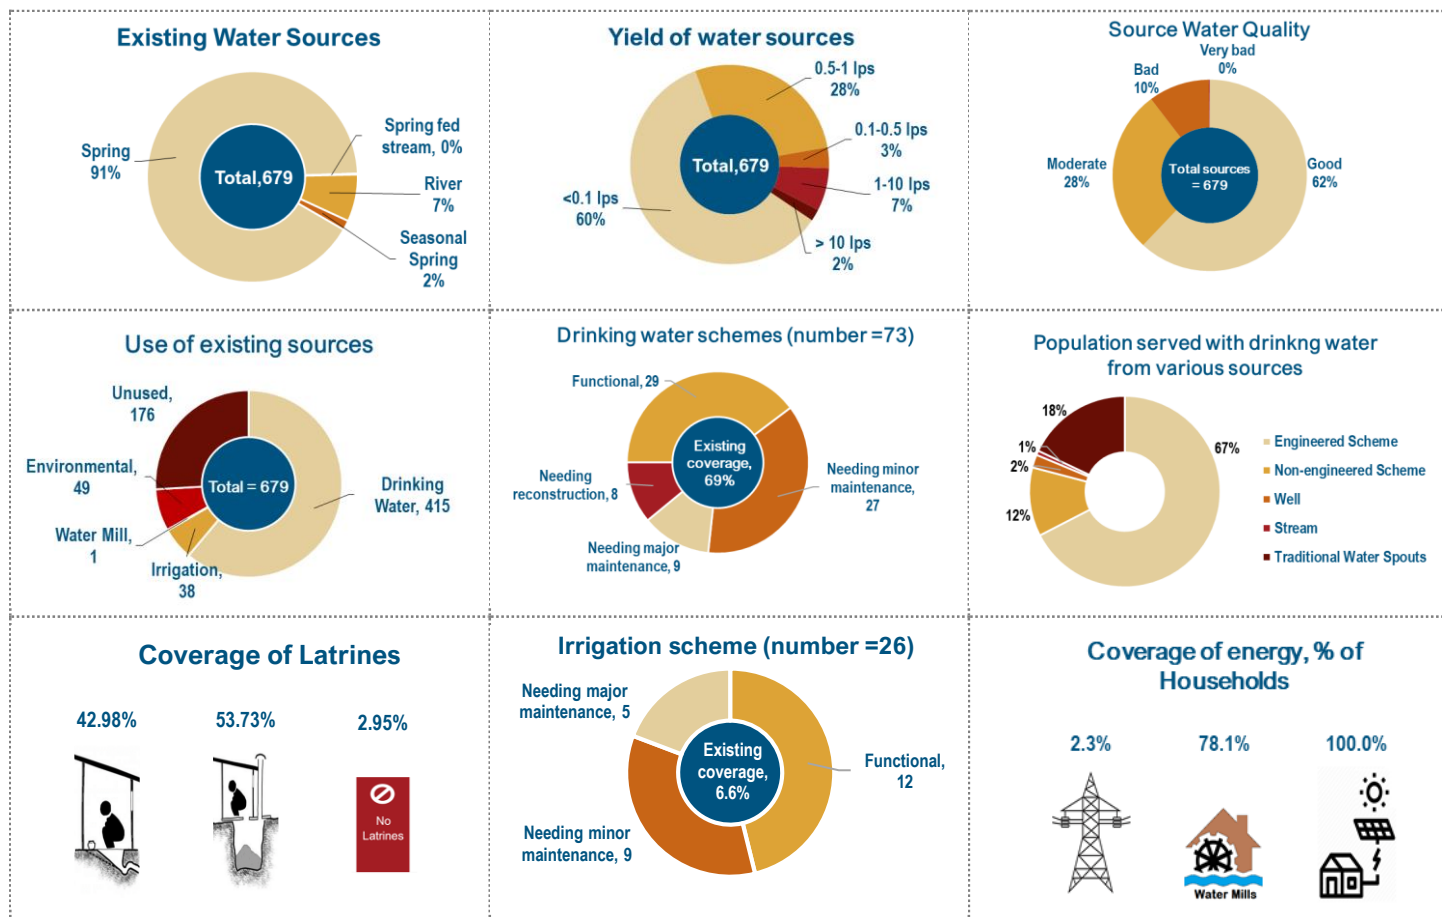 Existing Water Sources
Spring
91%
Spring fed
stream, 0%
River
7%
Seasonal
Spring
2%
Total,679
Yield of water sources
0.5-1 lps
28%
0.1-0.5 lps
3%
1-10 lps
7%
> 10 lps
2%
<0.1 lps
60%
Total,679
Source Water Quality
Very bad
0%
Bad
10%
Moderate
28%
Good
62%
Total sources
= 679
Use of existing sources
Unused,
176
Environmental,
49
Water Mill,
1
Irrigation,
38
Drinking
Water, 415
Total = 679
Drinking water schemes (number =73)
Functional, 29
Existing
coverage,
69%
Needing
reconstruction, 8
Needing minor
maintenance,
27
Needing major
maintenance, 9
Population served with drinkng water
from various sources
18%
1%
2%
12%
67%
Engineered Scheme
Non-engineered Scheme
Well
Stream
Traditional Water Spouts
Coverage of Latrines
42.98%
53.73%
2.95%
No
Latrines
Irrigation scheme (number =26)
Needing major
maintenance, 5
Existing
coverage,
6.6%
Functional,
12
Needing minor
maintenance, 9
Coverage of energy, % of
Households
2.3%
78.1%
100.0%
Water Mills